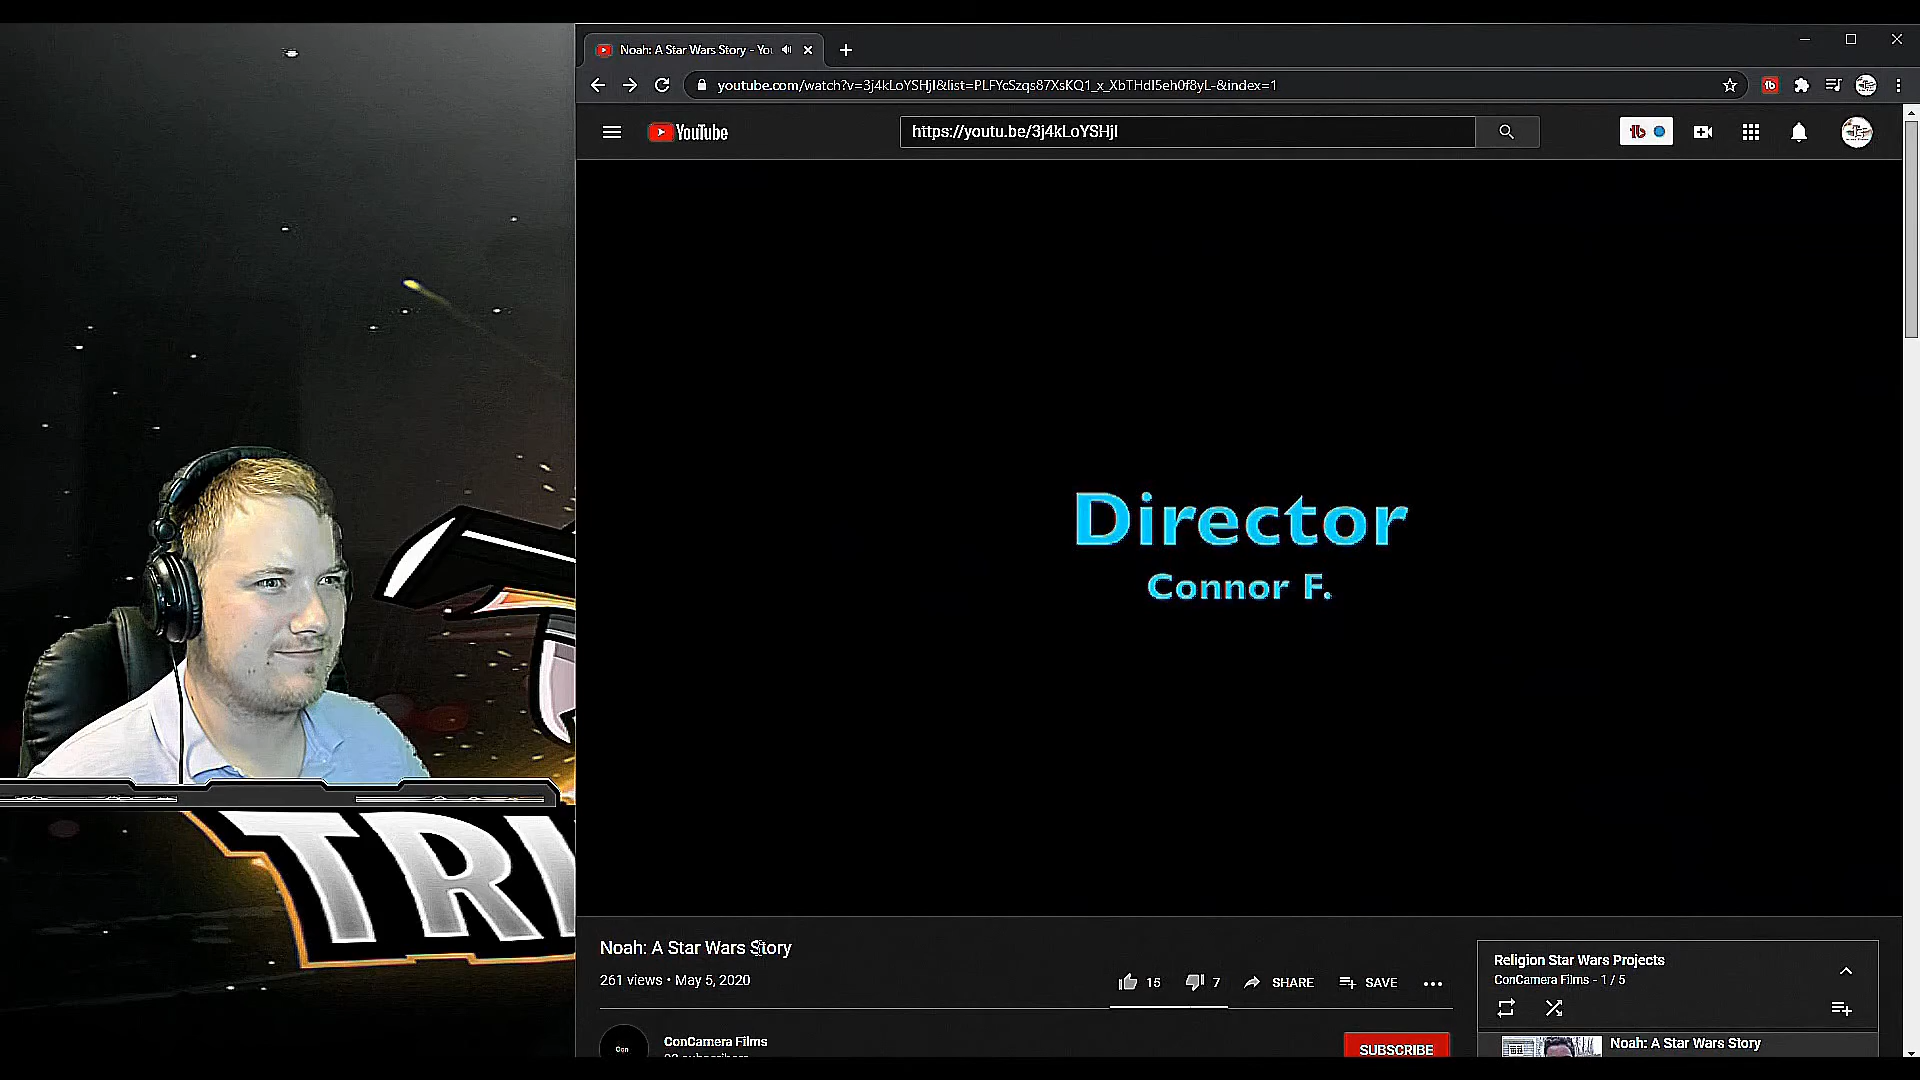 Noah: A Star Wars Story - You
youtube.com/watch?v=3j4kLoYSHjI&list=PLFYcSzqs87XsKQ1_x_XbTHdI5eh0f8yL-&index=1
YouTube
https://youtu.be/3j4kLoYSHjI
Director
Connor F.
TRI
Noah: A Star Wars Story
261 views • May 5, 2020
15
7
SHARE
SAVE
Religion Star Wars Projects
ConCamera Films - 1 / 5
Con
ConCamera Films
SUBSCRIBE
Noah: A Star Wars Story